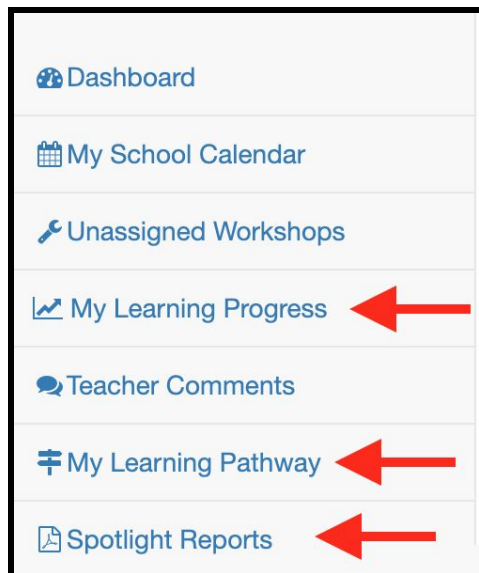 Dashboard
My School Calendar
Unassigned Workshops
My Learning Progress
Teacher Comments
My Learning Pathway
Spotlight Reports